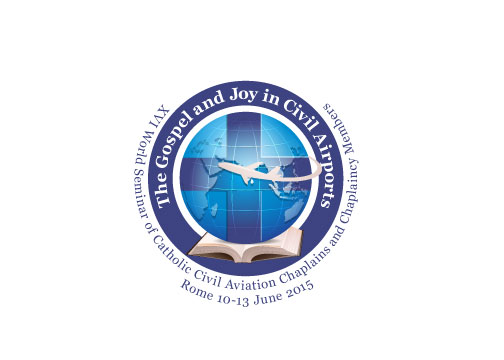 The Gospel and Joy in Civil Airports
XVI World Seminar of Catholic Civil Aviation Chaplains and Chaplaincy Members
Rome 10-13 June 2015